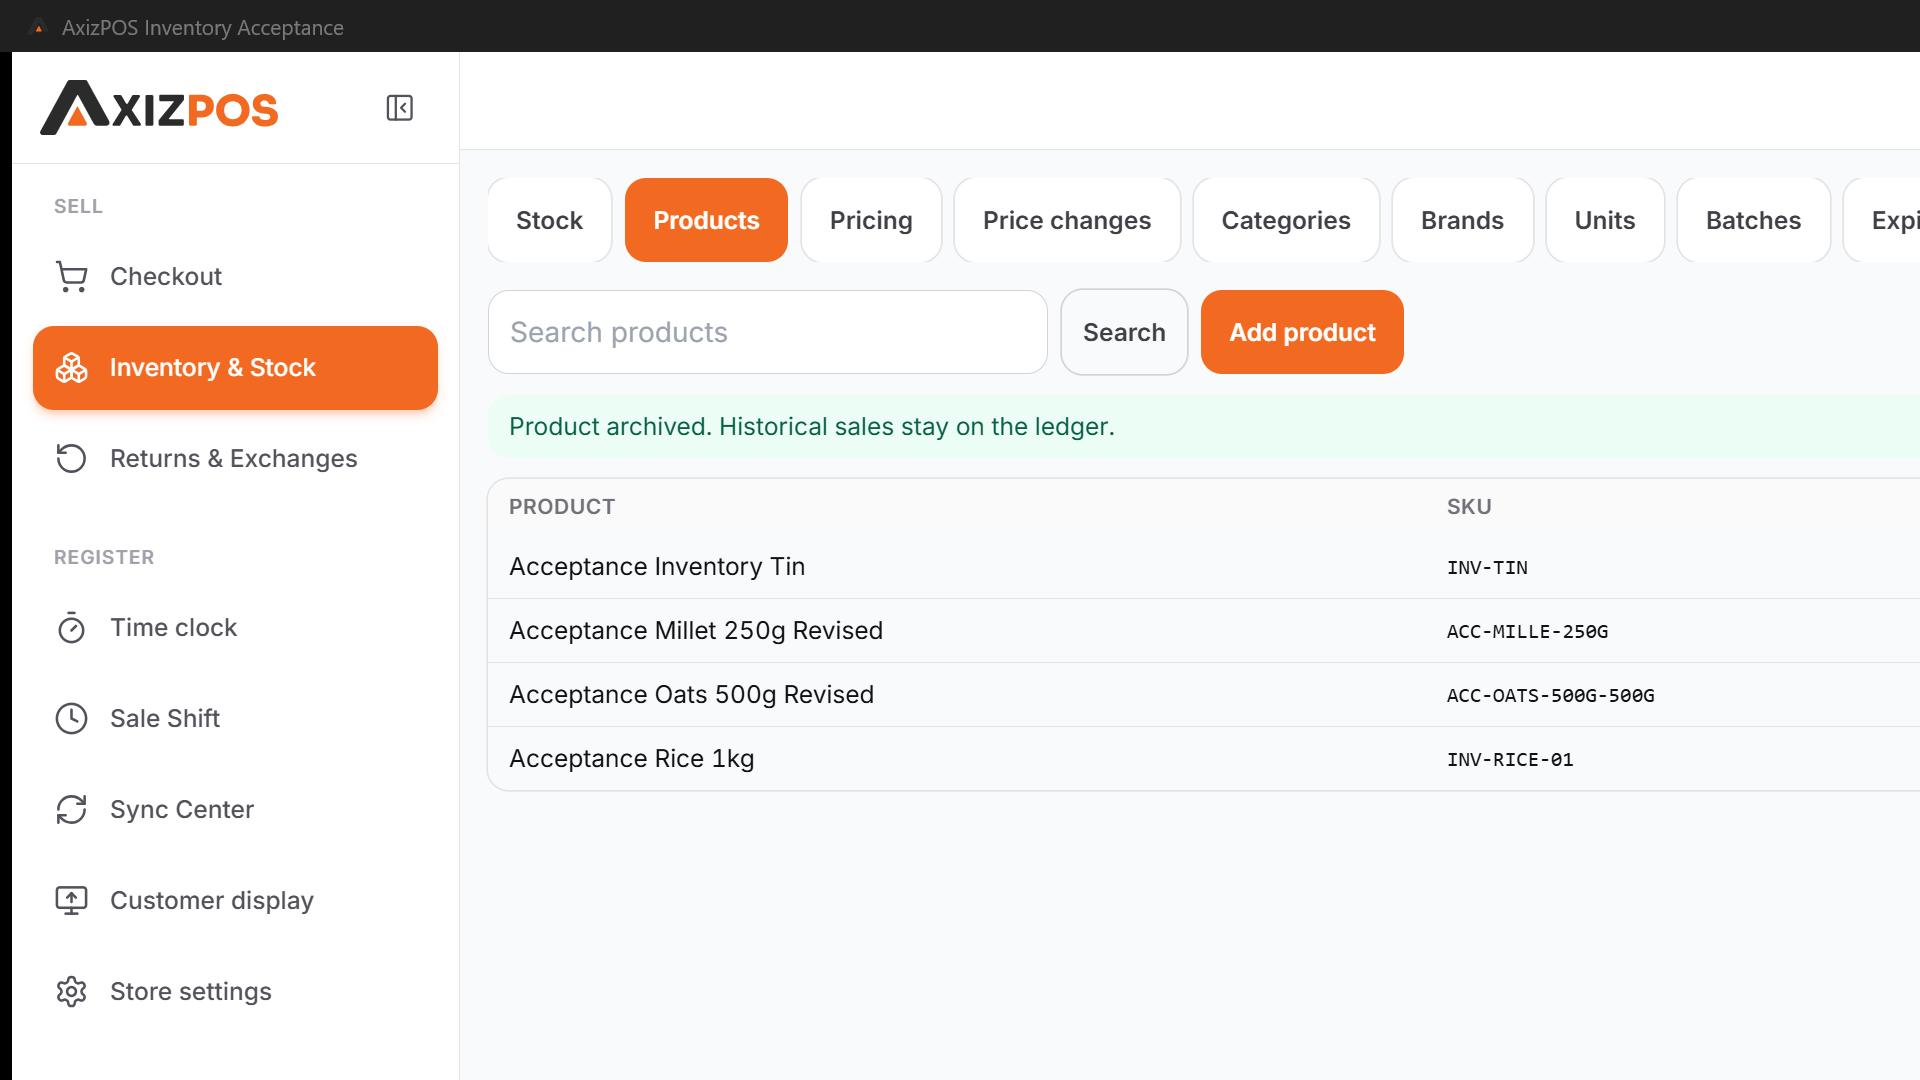 AxizPOS Inventory Acceptance
AXIZPOS
SELL
Checkout
Inventory & Stock
Returns & Exchanges
REGISTER
Time clock
Sale Shift
Sync Center
Customer display
Store settings
Stock Products Pricing Price changes Categories Brands Units Batches
Search products Search Add product
Product archived. Historical sales stay on the ledger.
PRODUCT SKU
Acceptance Inventory Tin INV-TIN
Acceptance Millet 250g Revised ACC-MILLE-250G
Acceptance Oats 500g Revised ACC-OATS-500G-500G
Acceptance Rice 1kg INV-RICE-01